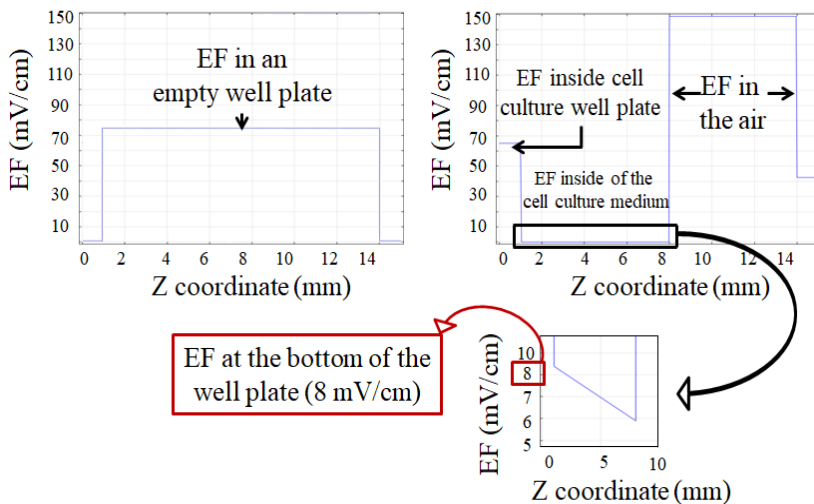 EF (mV/cm)
150
130
110
90
70
50
30
10
EF in an
empty well plate
0 2 4 6 8 10 12 14
Z coordinate (mm)
EF (mV/cm)
150
130
110
90
70
50
30
10
EF inside cell
culture well plate
EF in
the air
EF inside of the
cell culture medium
0 2 4 6 8 10 12 14
Z coordinate (mm)
EF at the bottom of the
well plate (8 mV/cm)
EF (mV/cm)
10
8
7
6
5
0 5 10
Z coordinate (mm)